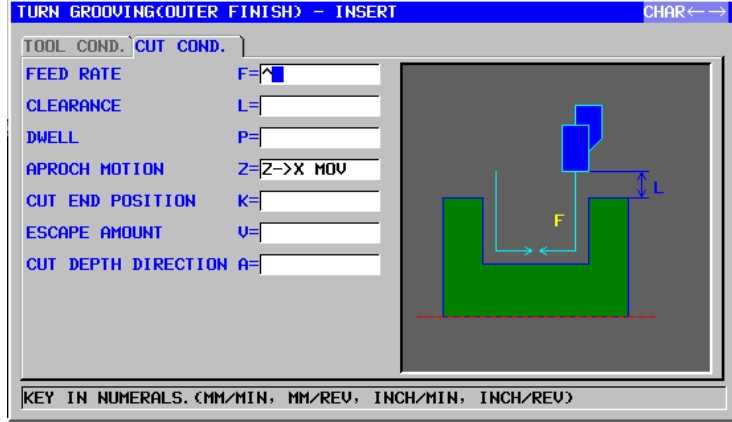 TURN GROOVING(OUTER FINISH) - INSERT CHAR←→
TOOL COND. CUT COND.
FEED RATE F=^
CLEARANCE L=
DWELL P=
APROCH MOTION Z=Z->X MOV
CUT END POSITION K=
ESCAPE AMOUNT V=
CUT DEPTH DIRECTION A=
L
F
KEY IN NUMERALS.(MM/MIN, MM/REV, INCH/MIN, INCH/REV)